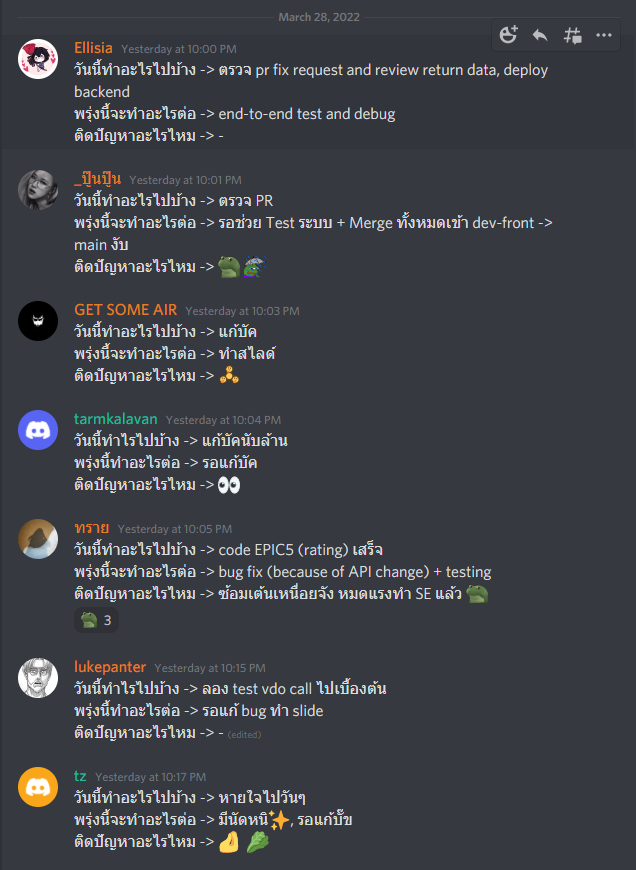 March 28, 2022
Ellisia Yesterday at 10:00 PM
วันนี้ทำอะไรไปบ้าง -> ตรวจ pr fix request and review return data, deploy
backend
พรุ่งนี้จะทำอะไรต่อ -> end-to-end test and debug
ติดปัญหาอะไรไหม -> -
_ปุ๊นปุ๊น Yesterday at 10:01 PM
วันนี้ทำอะไรไปบ้าง -> ตรวจ PR
พรุ่งนี้จะทำอะไรต่อ -> รอช่วย Test ระบบ + Merge ทั้งหมดเข้า dev-front ->
main งับ
ติดปัญหาอะไรไหม ->
GET SOME AIR Yesterday at 10:03 PM
วันนี้ทำอะไรไปบ้าง -> แก้บัค
พรุ่งนี้จะทำอะไรต่อ -> ทำสไลด์
ติดปัญหาอะไรไหม ->
tarmkalavan Yesterday at 10:04 PM
วันนี้ทำไรไปบ้าง -> แก้บัคนับล้าน
พรุ่งนี้ทำอะไรต่อ -> รอแก้บัค
ติดปัญหาอะไรไหม -> 👀
ทราย Yesterday at 10:05 PM
วันนี้ทำอะไรไปบ้าง -> code EPIC5 (rating) เสร็จ
พรุ่งนี้จะทำอะไรต่อ -> bug fix (because of API change) + testing
ติดปัญหาอะไรไหม -> ซ้อมเต้นเหนื่อยจัง หมดแรงทำ SE แล้ว
3
lukepanter Yesterday at 10:15 PM
วันนี้ทำไรไปบ้าง -> ลอง test vdo call ไปเบื้องต้น
พรุ่งนี้ทำอะไรต่อ -> รอแก้ bug ทำ slide
ติดปัญหาอะไรไหม -> - (edited)
tz Yesterday at 10:17 PM
วันนี้ทำอะไรไปบ้าง -> หายใจไปวันๆ
พรุ่งนี้จะทำอะไรต่อ -> มีนัดหนิ✨, รอแก้บั๊ข
ติดปัญหาอะไรไหม -> 🫴 🥬